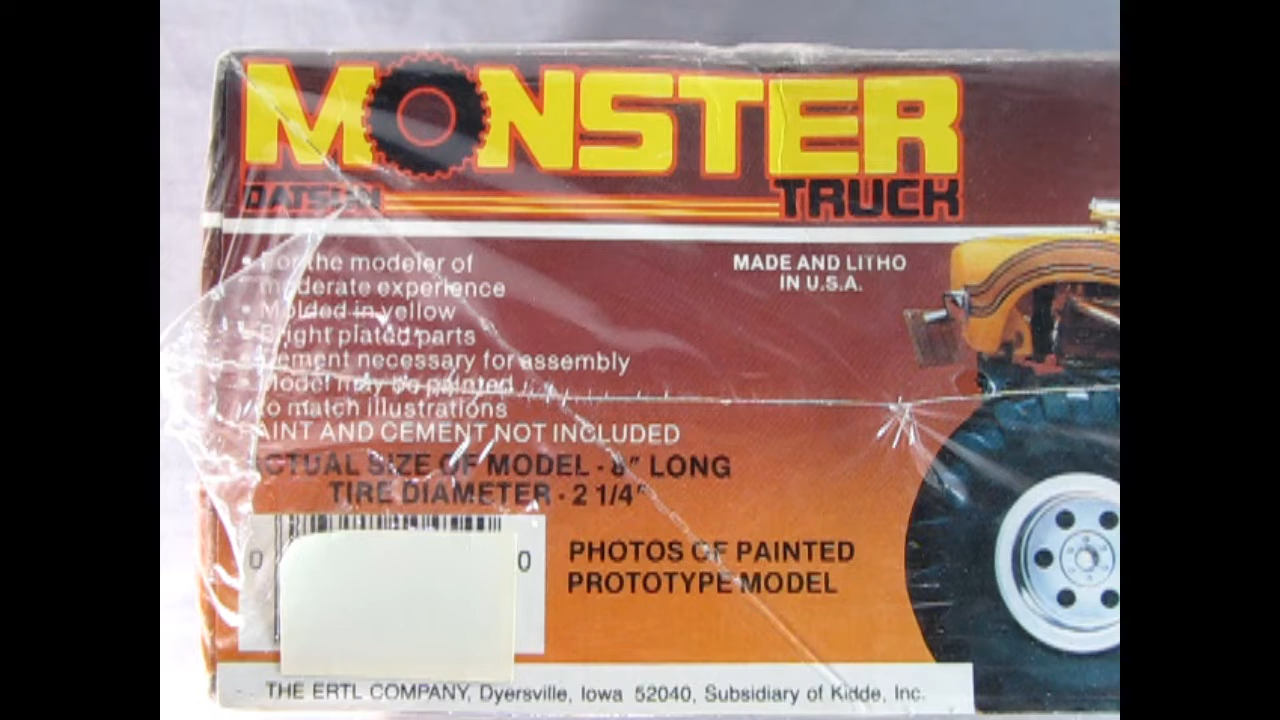 MONSTER
DATSUN TRUCK
• For the modeler of
moderate experience
• Molded in yellow
• Bright plated parts
• Cement necessary for assembly
• Model may be painted
to match illustrations
PAINT AND CEMENT NOT INCLUDED
ACTUAL SIZE OF MODEL - 8" LONG
TIRE DIAMETER - 2 1/4"
MADE AND LITHO
IN U.S.A.
0 0
PHOTOS OF PAINTED
PROTOTYPE MODEL
THE ERTL COMPANY, Dyersville, Iowa 52040, Subsidiary of Kidde, Inc.